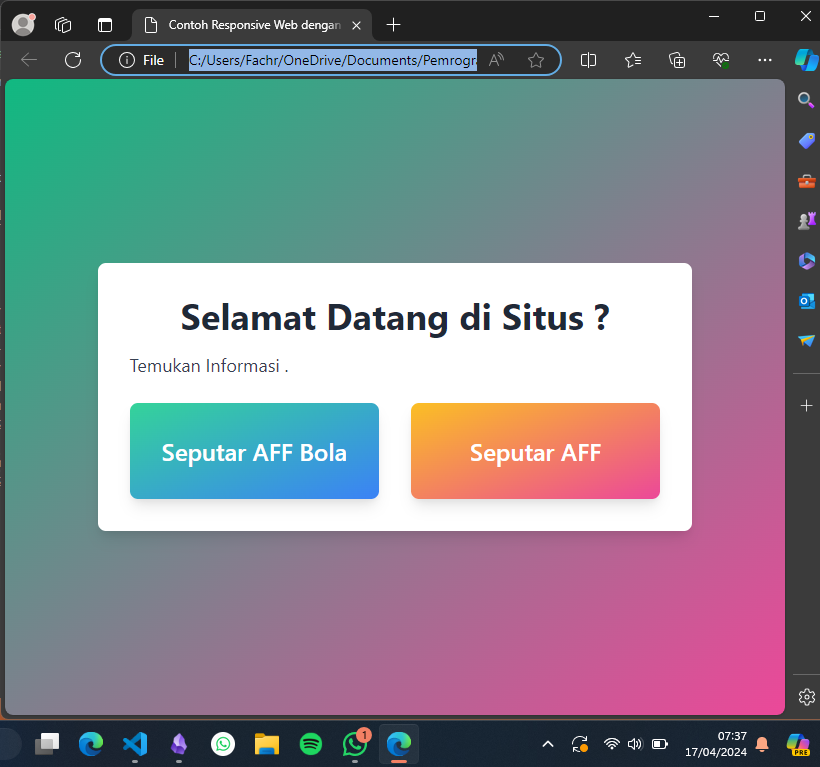 Contoh Responsive Web dengan
File
C:/Users/Fachr/OneDrive/Documents/Pemrogra
Selamat Datang di Situs ?
Temukan Informasi .
Seputar AFF Bola
Seputar AFF
1
07:37
17/04/2024
PRE